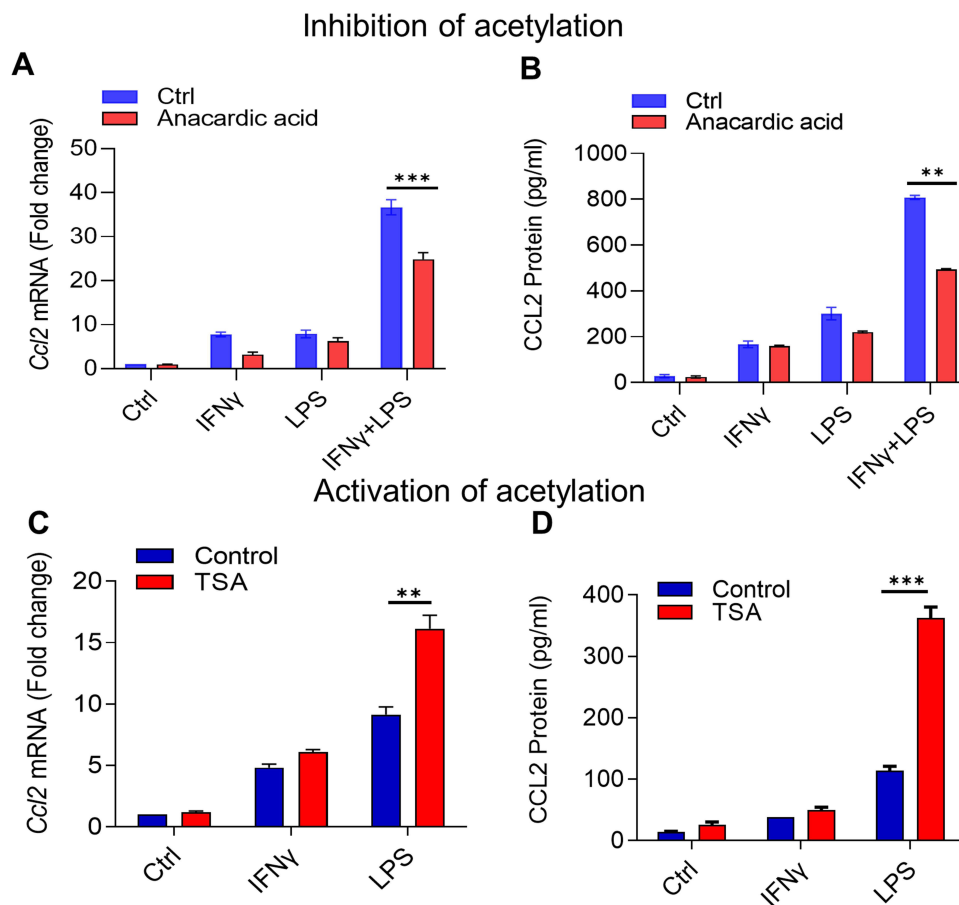 Inhibition of acetylation
A
Ctrl
Anacardic acid
Ccl2 mRNA (Fold change)
50
40
30
20
10
0
***
Ctrl
IFNγ
LPS
IFNγ+LPS
B
Ctrl
Anacardic acid
CCL2 Protein (pg/ml)
1000
800
600
400
200
0
**
Ctrl
IFNγ
LPS
IFNγ+LPS
Activation of acetylation
C
Control
TSA
Ccl2 mRNA (Fold change)
20
15
10
5
0
**
Ctrl
IFNγ
LPS
D
Control
TSA
CCL2 Protein (pg/ml)
400
300
200
100
0
***
Ctrl
IFNγ
LPS